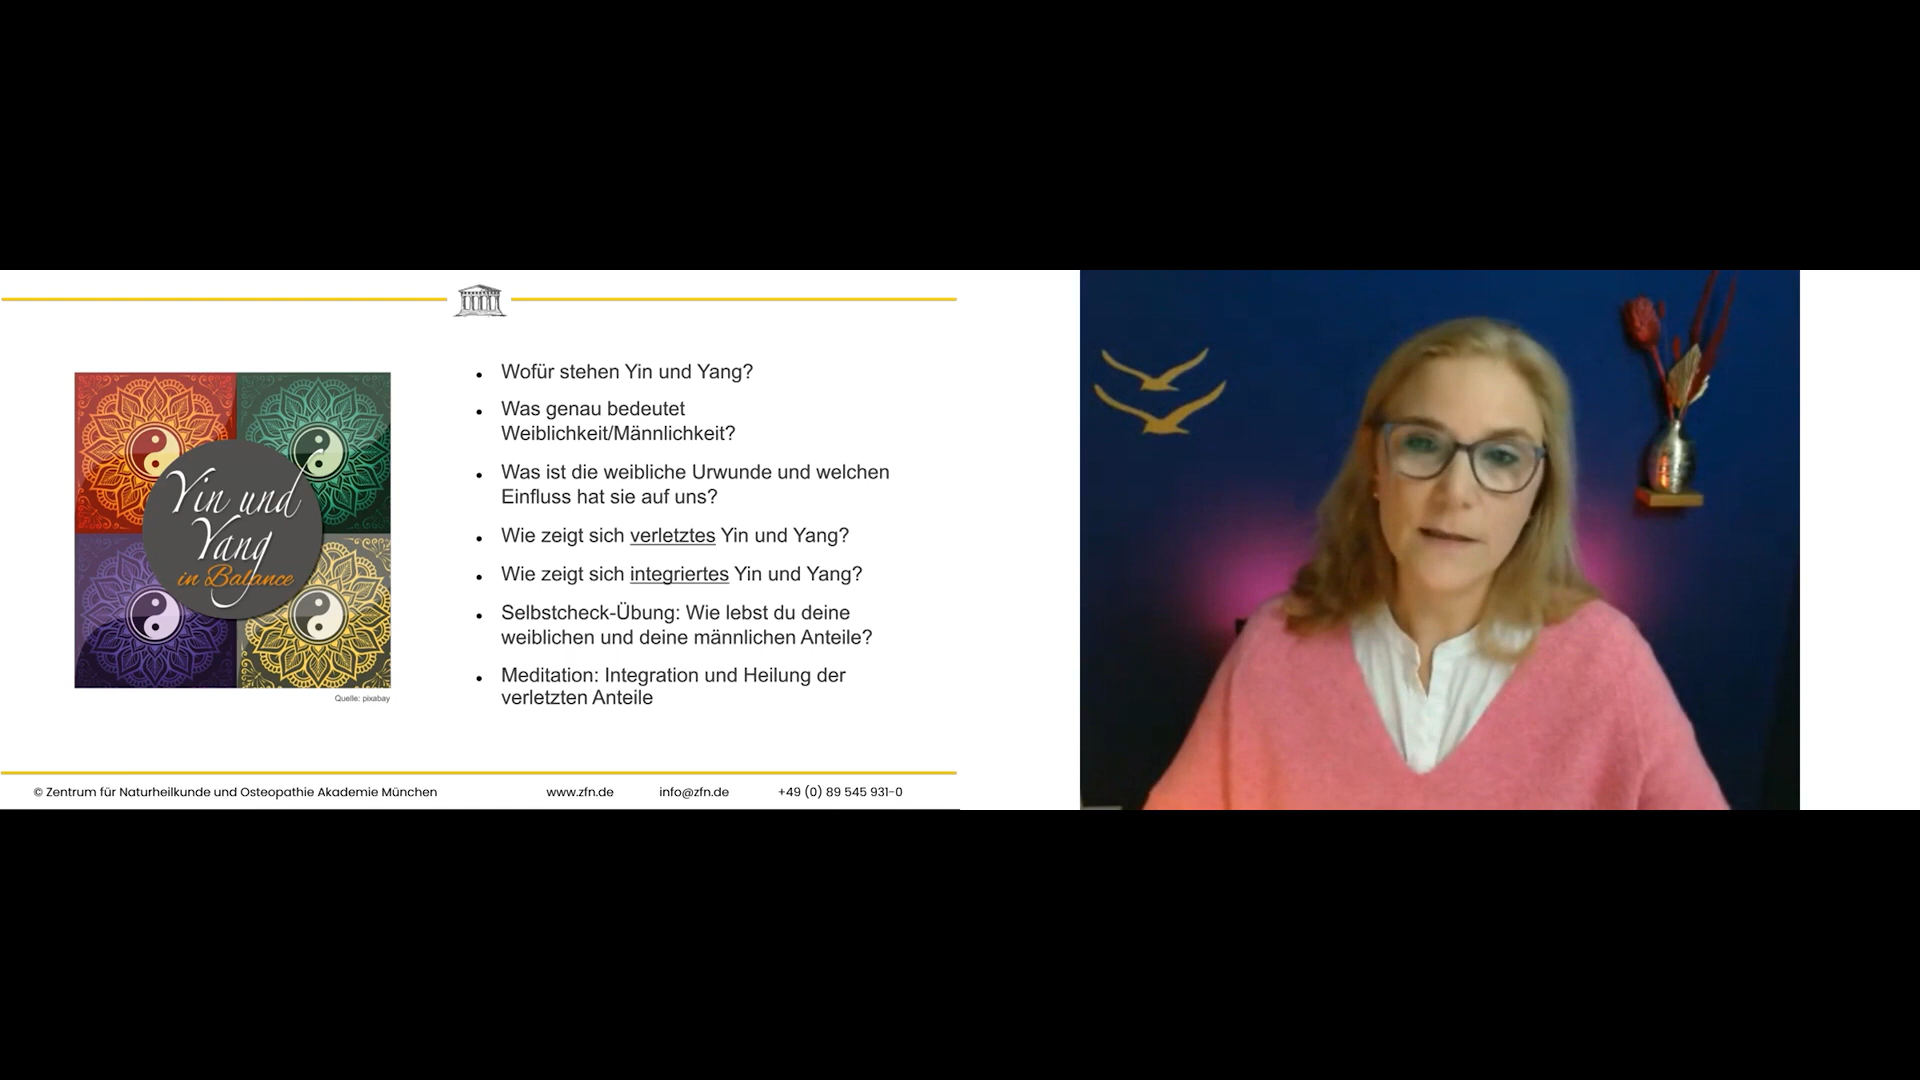 Yin und
Yang
in Balance
Quelle: pixabay
• Wofür stehen Yin und Yang?
• Was genau bedeutet
Weiblichkeit/Männlichkeit?
• Was ist die weibliche Urwunde und welchen
Einfluss hat sie auf uns?
• Wie zeigt sich verletztes Yin und Yang?
• Wie zeigt sich integriertes Yin und Yang?
• Selbstcheck-Übung: Wie lebst du deine
weiblichen und deine männlichen Anteile?
• Meditation: Integration und Heilung der
verletzten Anteile
© Zentrum für Naturheilkunde und Osteopathie Akademie München www.zfn.de info@zfn.de +49 (0) 89 545 931-0